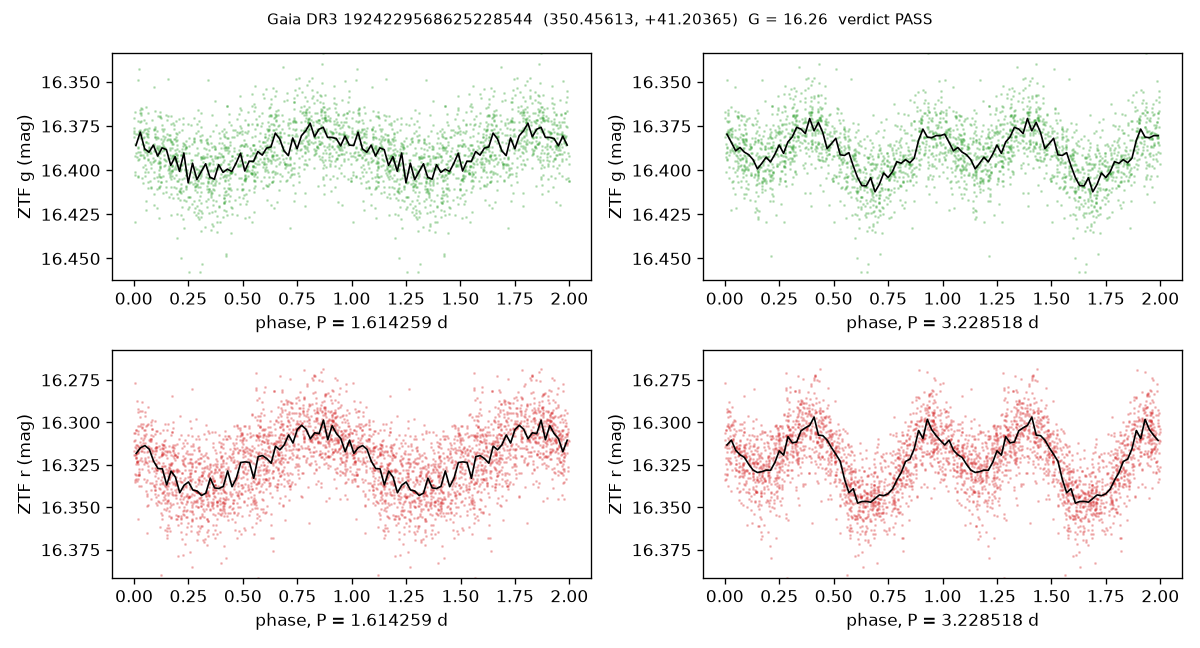 Gaia DR3 1924229568625228544  (350.45613, +41.20365)  G = 16.26  verdict PASS
ZTF g (mag)
16.350
16.375
16.400
16.425
16.450
0.00 0.25 0.50 0.75 1.00 1.25 1.50 1.75 2.00
phase, P = 1.614259 d
ZTF g (mag)
16.350
16.375
16.400
16.425
16.450
0.00 0.25 0.50 0.75 1.00 1.25 1.50 1.75 2.00
phase, P = 3.228518 d
ZTF r (mag)
16.275
16.300
16.325
16.350
16.375
0.00 0.25 0.50 0.75 1.00 1.25 1.50 1.75 2.00
phase, P = 1.614259 d
ZTF r (mag)
16.275
16.300
16.325
16.350
16.375
0.00 0.25 0.50 0.75 1.00 1.25 1.50 1.75 2.00
phase, P = 3.228518 d